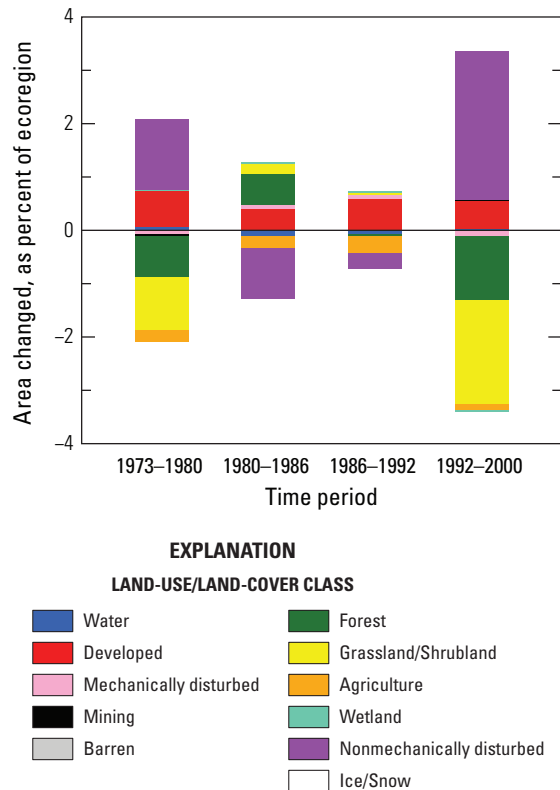 Area changed, as percent of ecoregion
4
2
0
–2
–4
1973–1980 1980–1986 1986–1992 1992–2000
Time period
EXPLANATION
LAND-USE/LAND-COVER CLASS
Water
Developed
Mechanically disturbed
Mining
Barren
Forest
Grassland/Shrubland
Agriculture
Wetland
Nonmechanically disturbed
Ice/Snow